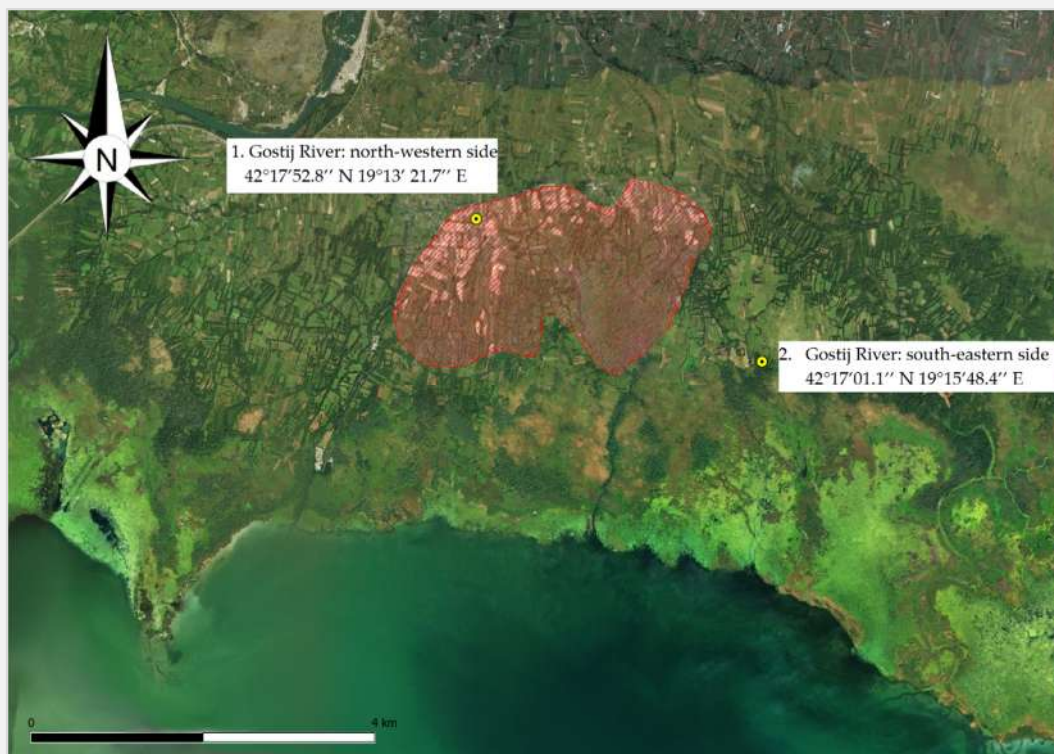 N
1. Gostij River: north-western side
42°17’52.8’’ N 19°13’ 21.7’’ E
2. Gostij River: south-eastern side
42°17’01.1’’ N 19°15’48.4’’ E
0 4 km